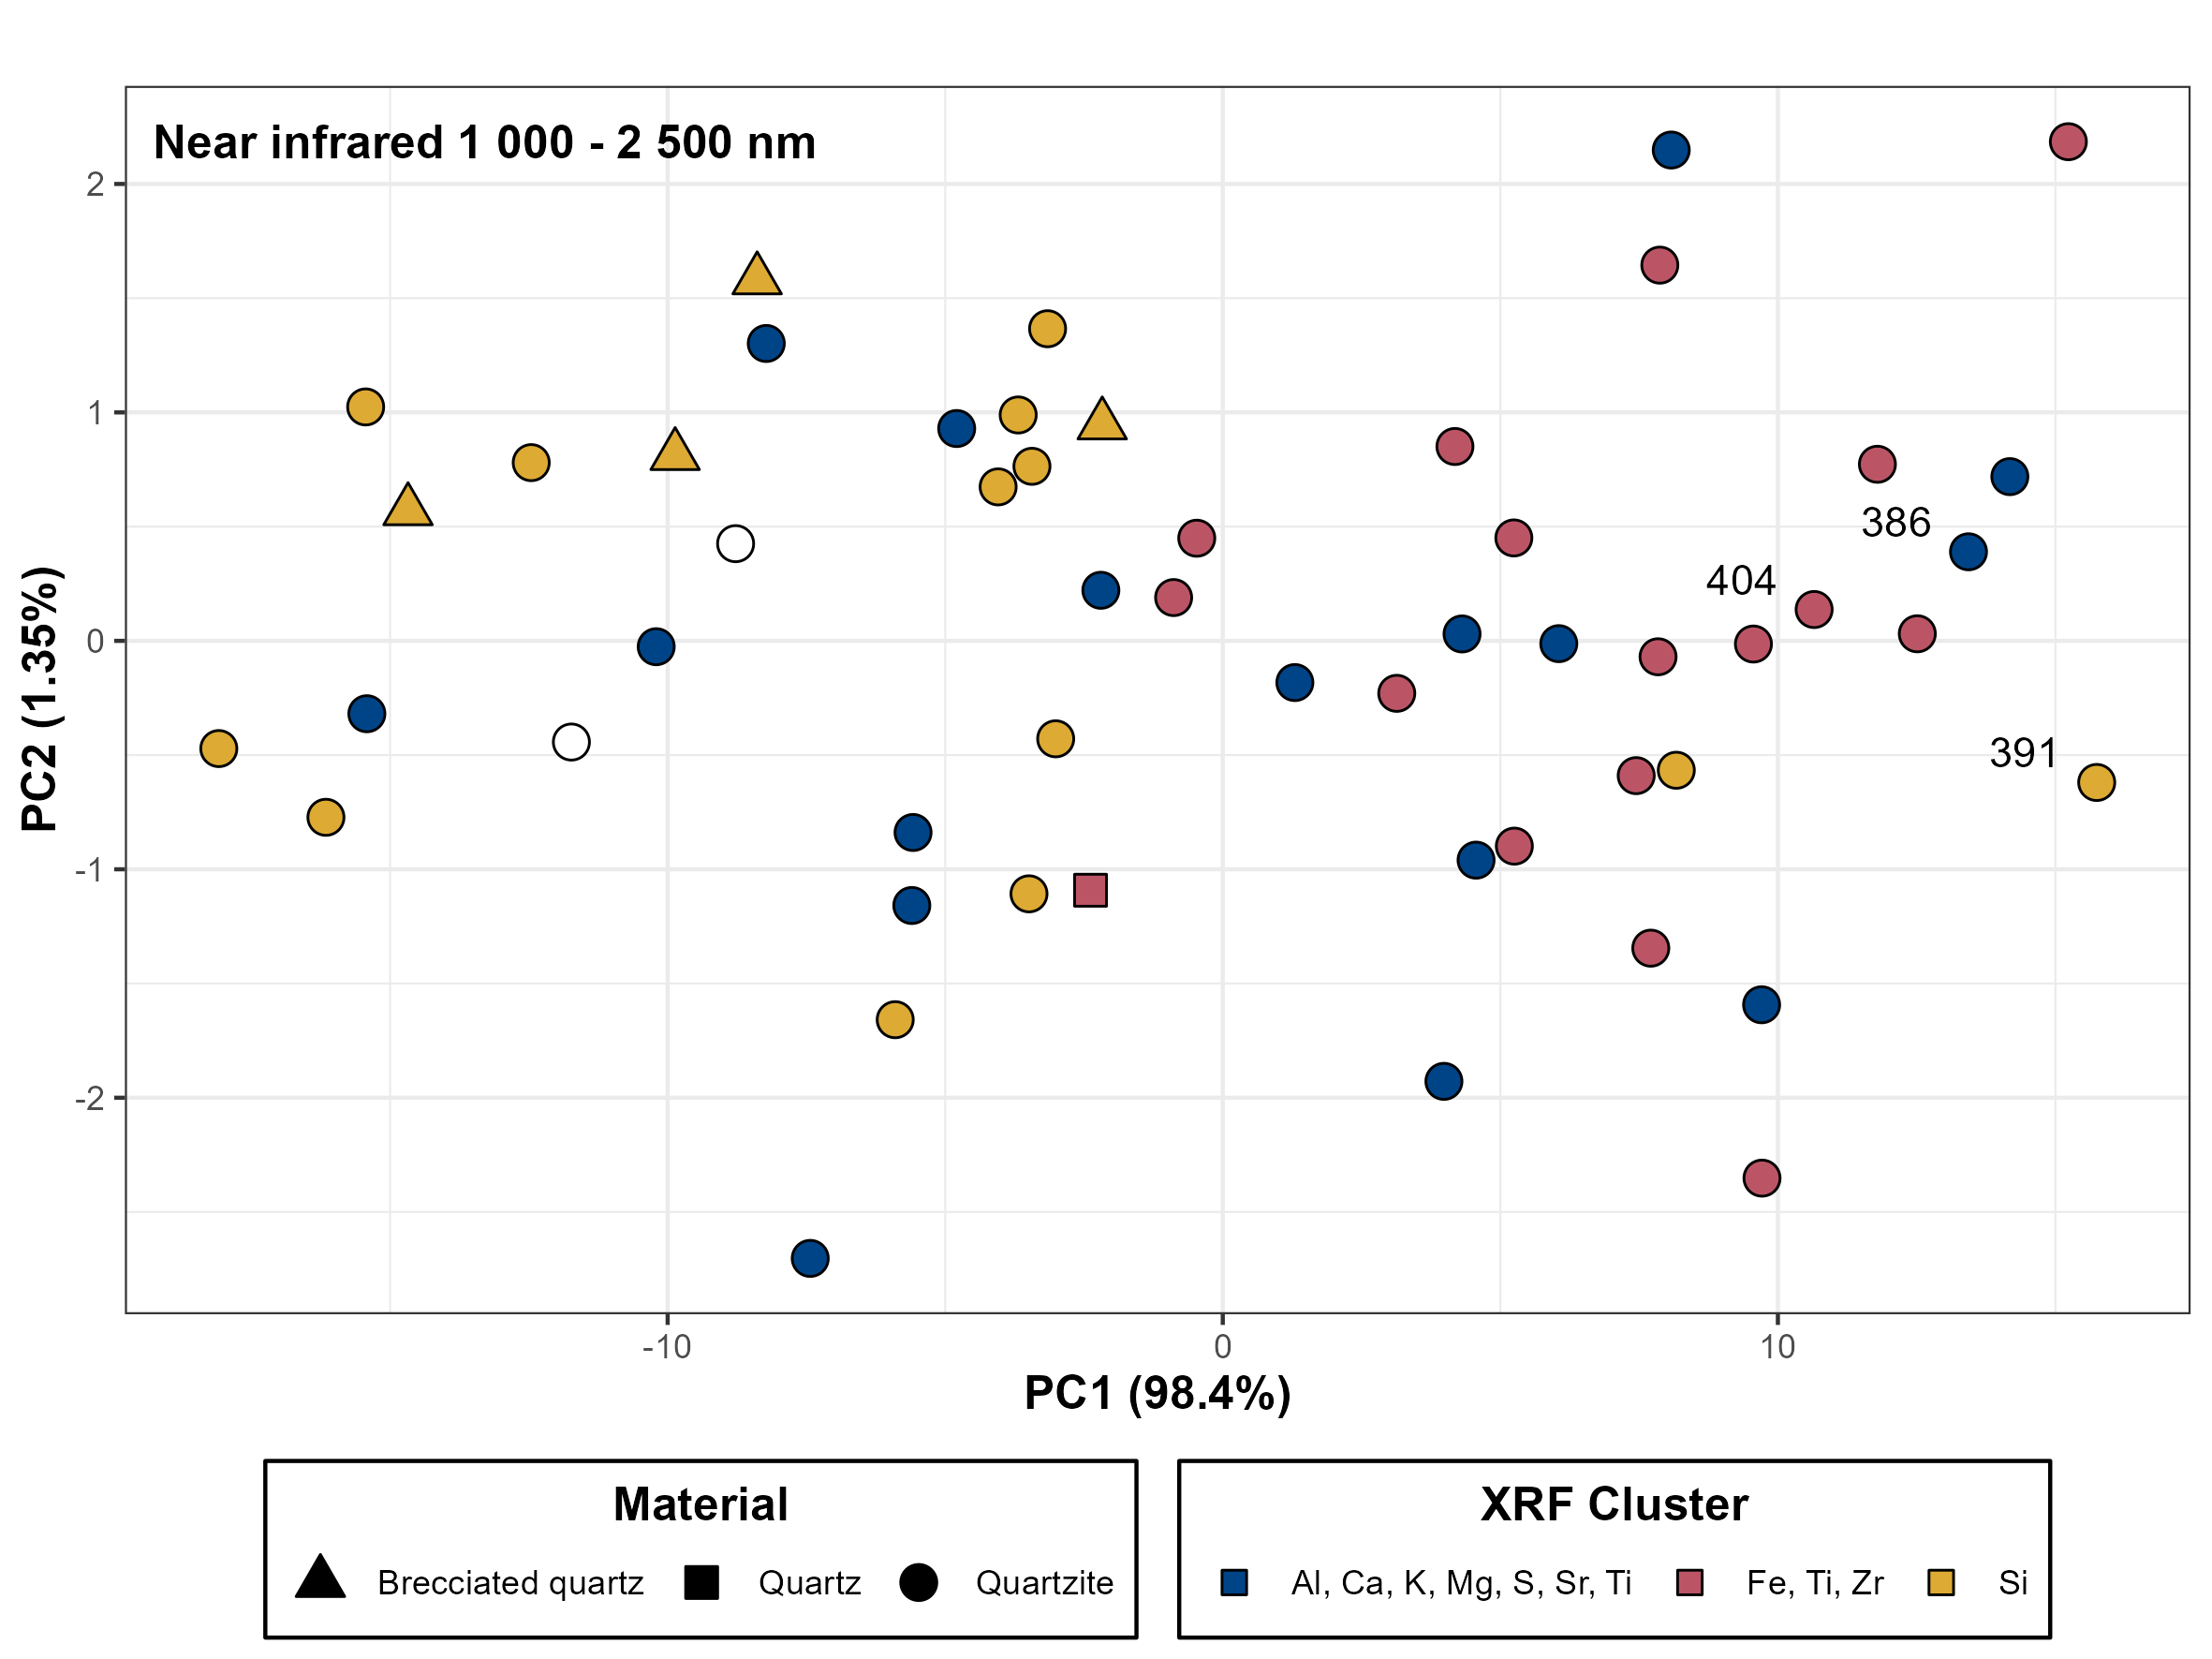 Near infrared 1 000 - 2 500 nm
2
1
0
-1
-2
PC2 (1.35%)
386
404
391
-10
0
10
PC1 (98.4%)
Material
Brecciated quartz
Quartz
Quartzite
XRF Cluster
Al, Ca, K, Mg, S, Sr, Ti
Fe, Ti, Zr
Si